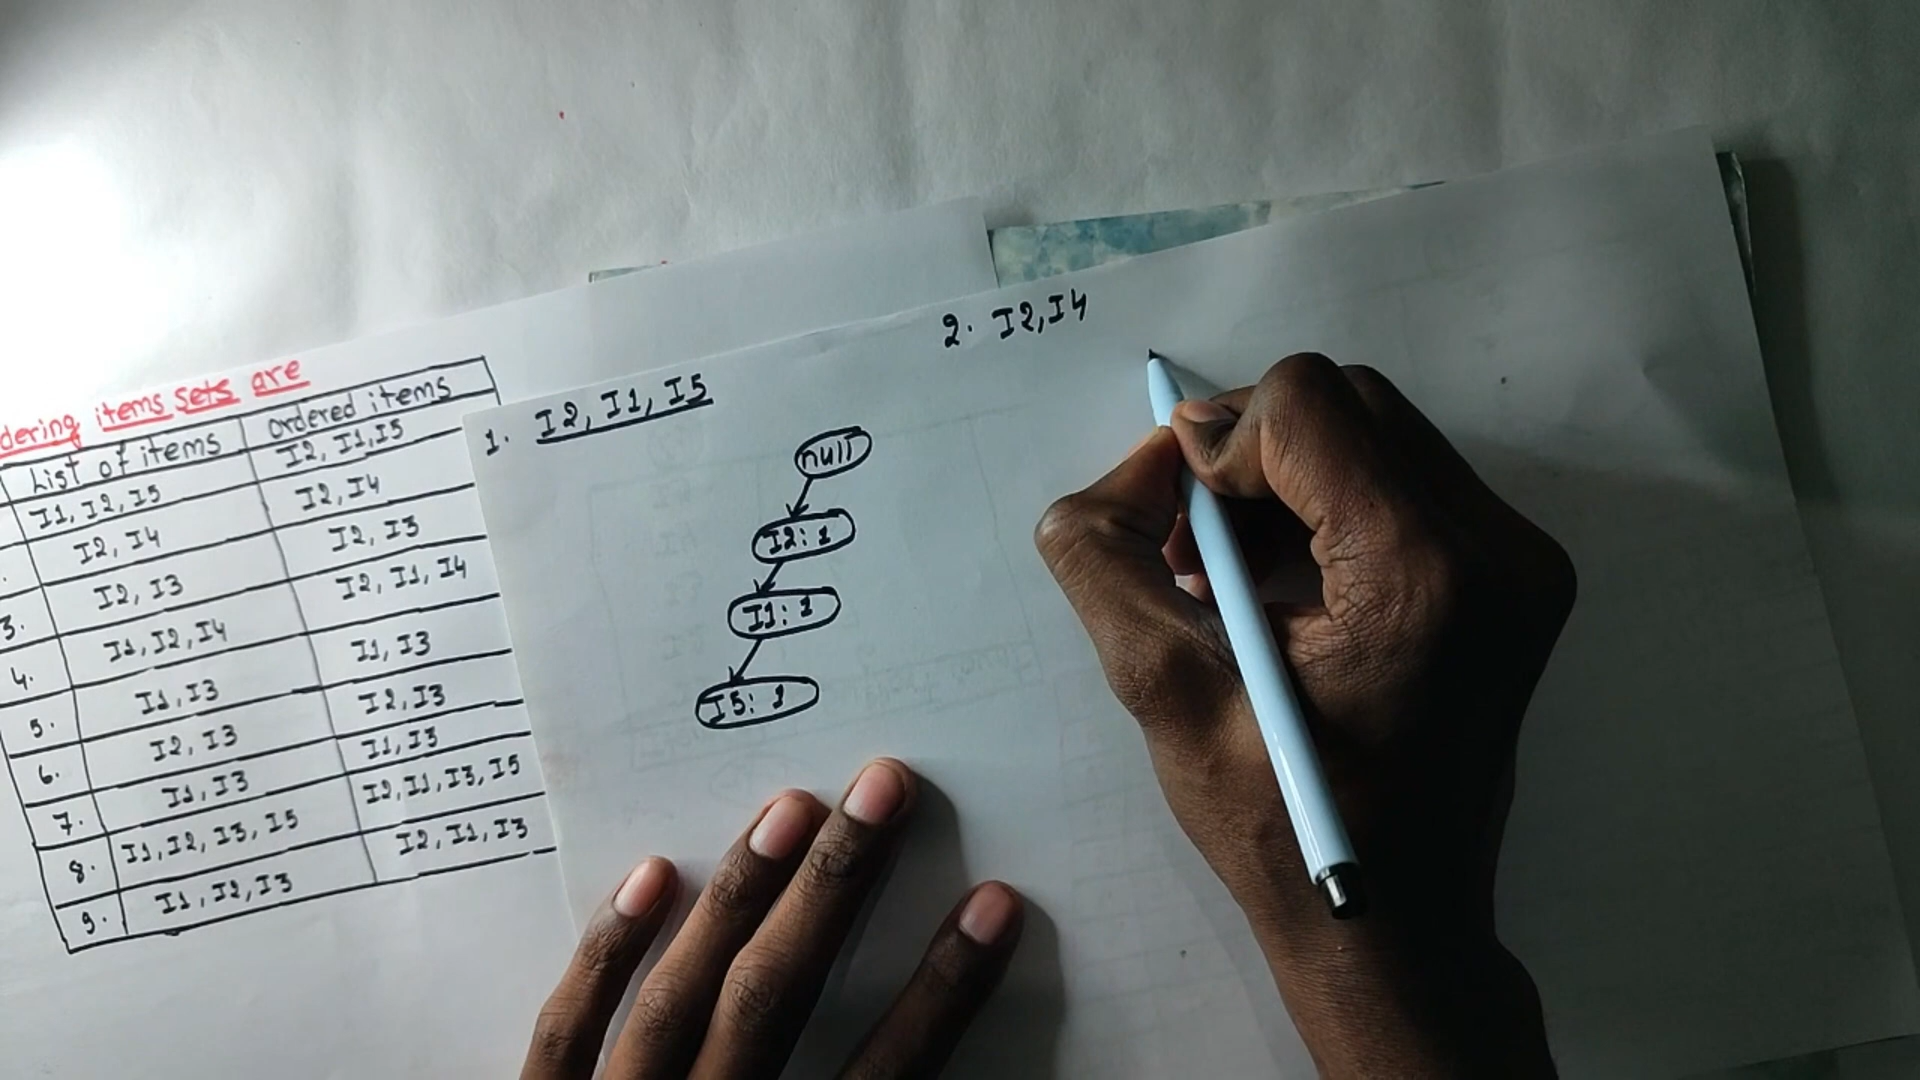 dering items sets are
List of items ordered items
I1, I2, I5 I2, I1, I5
I2, I4 I2, I4
3. I2, I3 I2, I3
4. I1, I2, I4 I2, I1, I4
5. I1, I3 I1, I3
6. I2, I3 I2, I3
7. I1, I3 I1, I3
8. I1, I2, I3, I5 I2, I1, I3, I5
9. I1, I2, I3 I2, I1, I3
1. I2, I1, I5
null
I2: 1
I1: 1
I5: 1
2. I2, I4